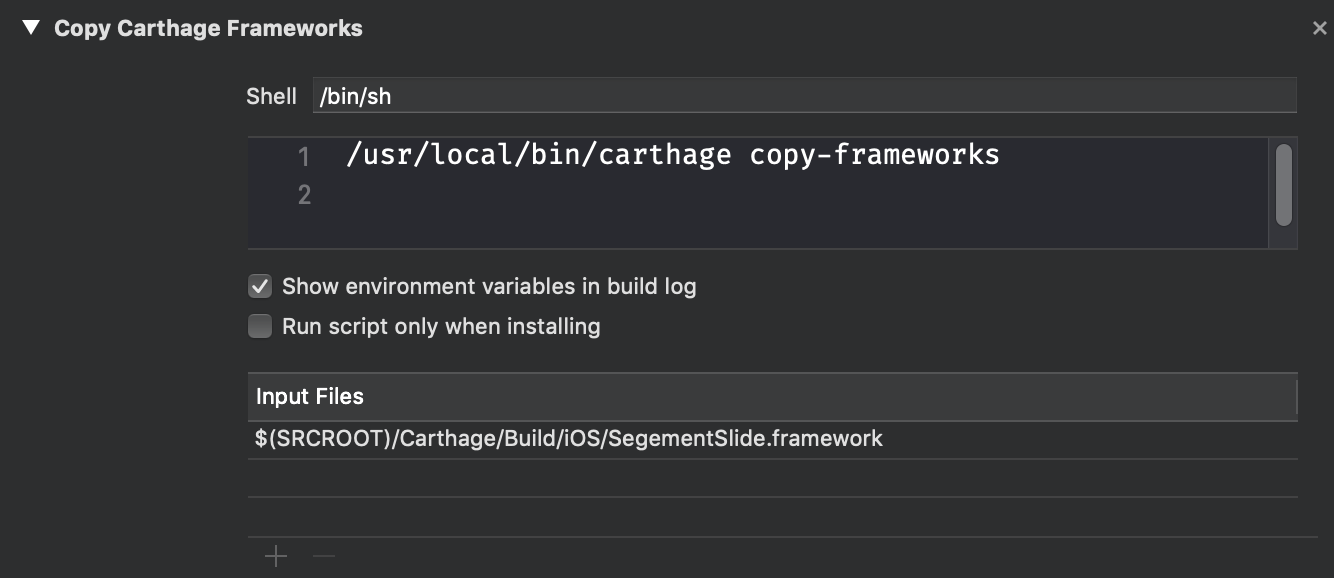 Copy Carthage Frameworks
Shell /bin/sh
1 /usr/local/bin/carthage copy-frameworks
2
Show environment variables in build log
Run script only when installing
Input Files
$(SRCROOT)/Carthage/Build/iOS/SegementSlide.framework